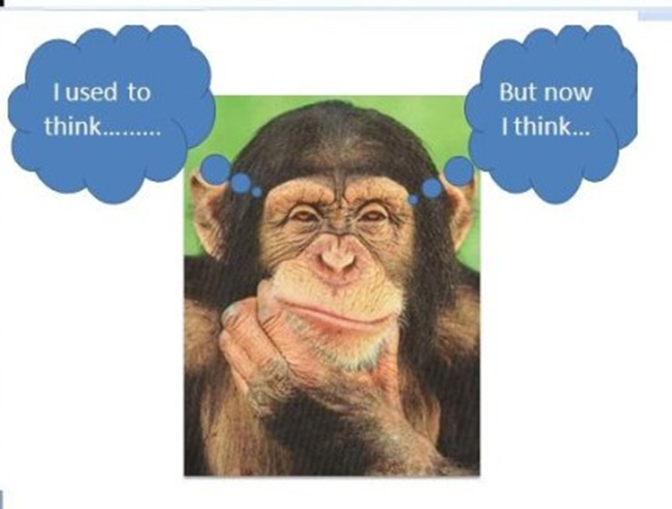 I used to
think.........
But now
I think...